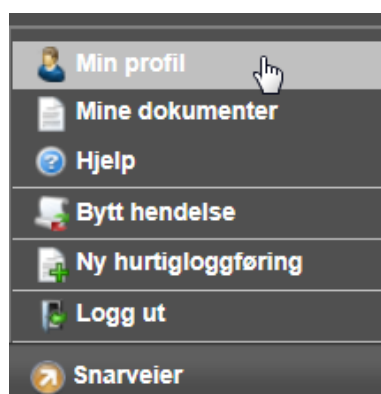 Min profil
Mine dokumenter
Hjelp
Bytt hendelse
Ny hurtigloggføring
Logg ut
Snarveier